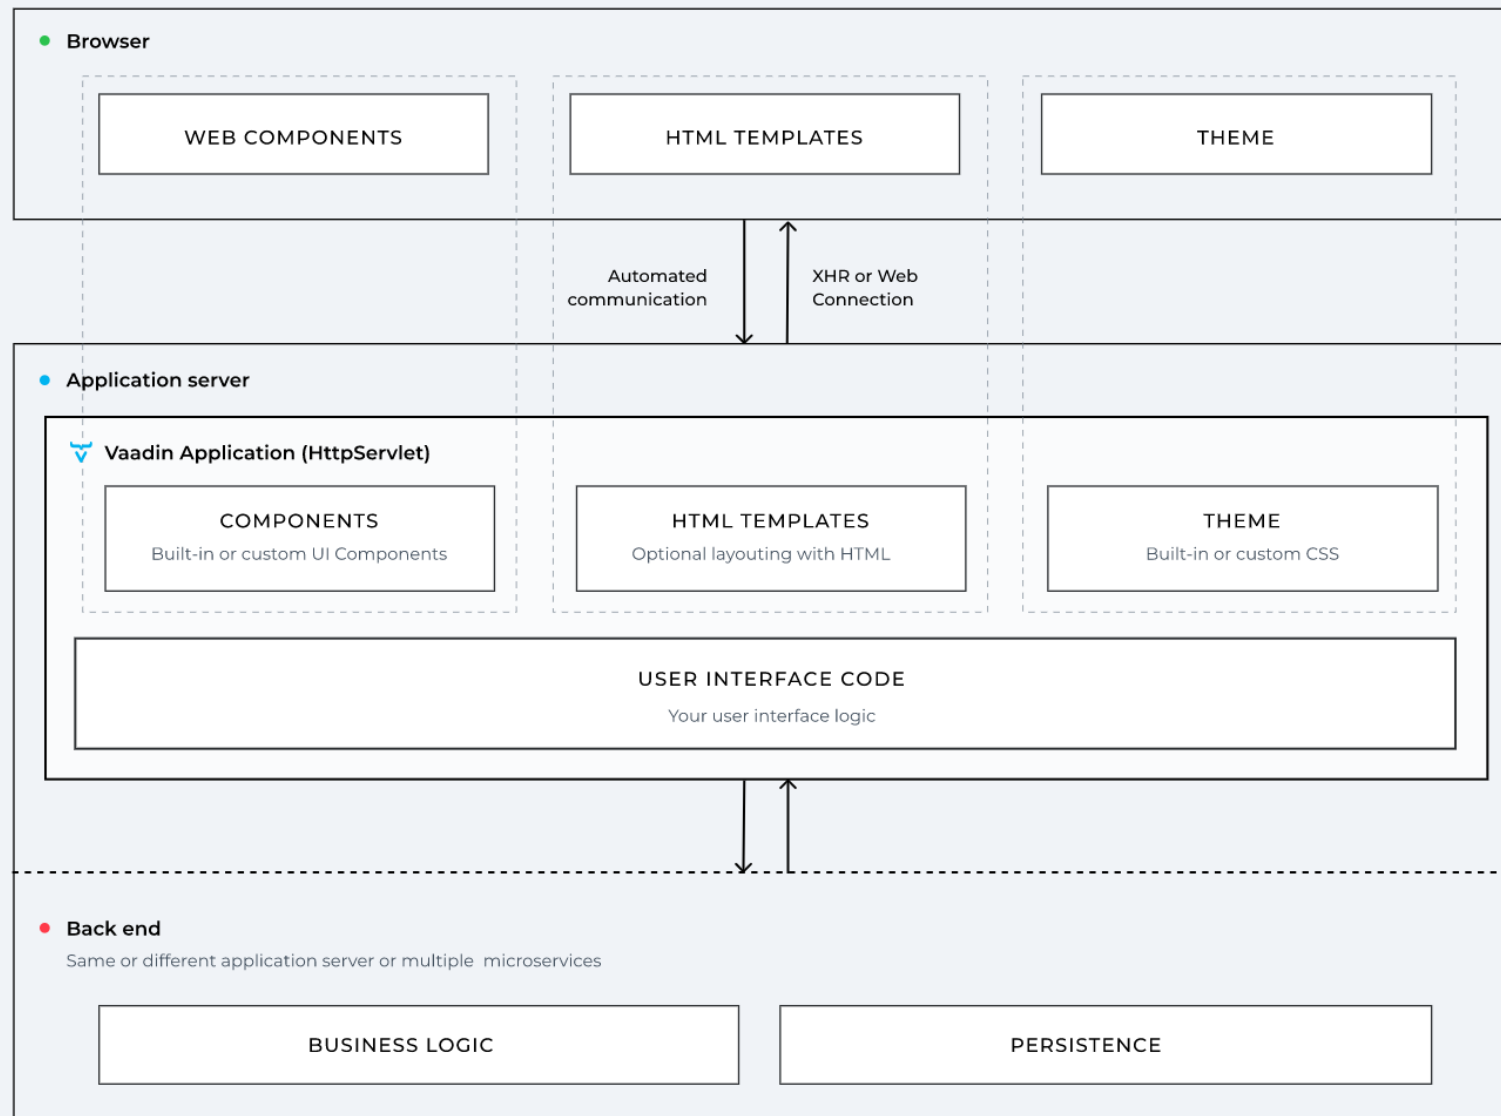 Browser
WEB COMPONENTS
HTML TEMPLATES
THEME
Automated
communication
XHR or Web
Connection
Application server
Vaadin Application (HttpServlet)
COMPONENTS
Built-in or custom UI Components
HTML TEMPLATES
Optional layouting with HTML
THEME
Built-in or custom CSS
USER INTERFACE CODE
Your user interface logic
Back end
Same or different application server or multiple  microservices
BUSINESS LOGIC
PERSISTENCE